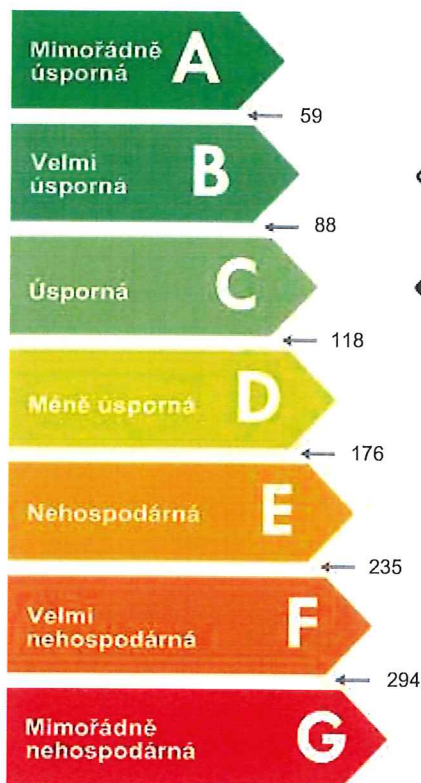 Mimořádně
úsporná
A
59
Velmi
úsporná
B
88
Úsporná
C
118
Méně úsporná
D
176
Nehospodárná
E
235
Velmi
nehospodárná
F
294
Mimořádně
nehospodárná
G